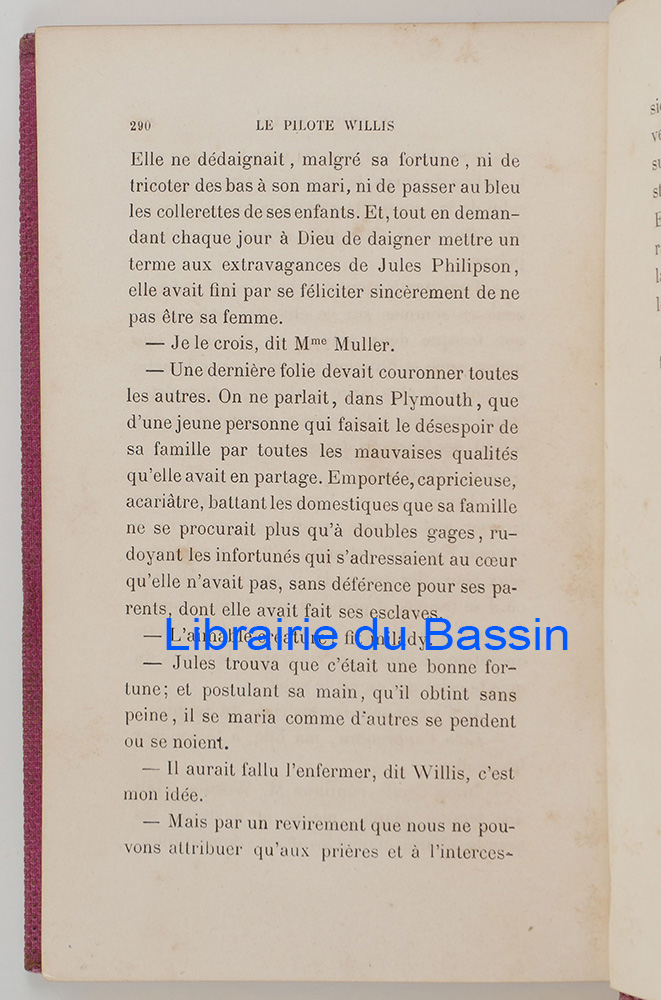 290 LE PILOTE WILLIS
Elle ne dédaignait, malgré sa fortune, ni de
tricoter des bas à son mari, ni de passer au bleu
les collerettes de ses enfants. Et, tout en deman-
dant chaque jour à Dieu de daigner mettre un
terme aux extravagances de Jules Philipson,
elle avait fini par se féliciter sincèrement de ne
pas être sa femme.
— Je le crois, dit Mme Muller.
— Une dernière folie devait couronner toutes
les autres. On ne parlait, dans Plymouth, que
d'une jeune personne qui faisait le désespoir de
sa famille par toutes les mauvaises qualités
qu'elle avait en partage. Emportée, capricieuse,
acariâtre, battant les domestiques que sa famille
ne se procurait plus qu'à doubles gages, ru-
doyant les infortunés qui s'adressaient au cœur
qu'elle n'avait pas, sans déférence pour ses pa-
rents, dont elle avait fait ses esclaves.
— L'aimable créature! fit milady.
Librairie du Bassin
— Jules trouva que c'était une bonne for-
tune; et postulant sa main, qu'il obtint sans
peine, il se maria comme d'autres se pendent
ou se noient.
— Il aurait fallu l'enfermer, dit Willis, c'est
mon idée.
— Mais par un revirement que nous ne pou-
vons attribuer qu'aux prières et à l'interces-